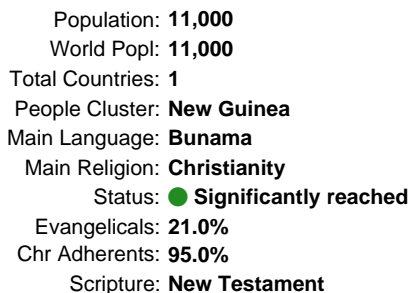 Population: 11,000
World Popl: 11,000
Total Countries: 1
People Cluster: New Guinea
Main Language: Bunama
Main Religion: Christianity
Status: Significantly reached
Evangelicals: 21.0%
Chr Adherents: 95.0%
Scripture: New Testament